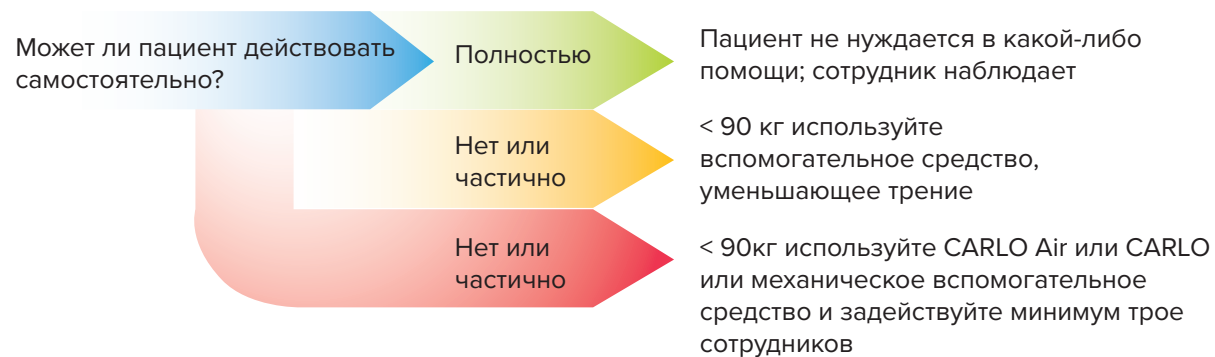 Может ли пациент действовать
самостоятельно?
Полностью
Пациент не нуждается в какой-либо
помощи; сотрудник наблюдает
Нет или
частично
< 90 кг используйте
вспомогательное средство,
уменьшающее трение
Нет или
частично
< 90кг используйте CARLO Air или CARLO
или механическое вспомогательное
средство и задействуйте минимум трое
сотрудников